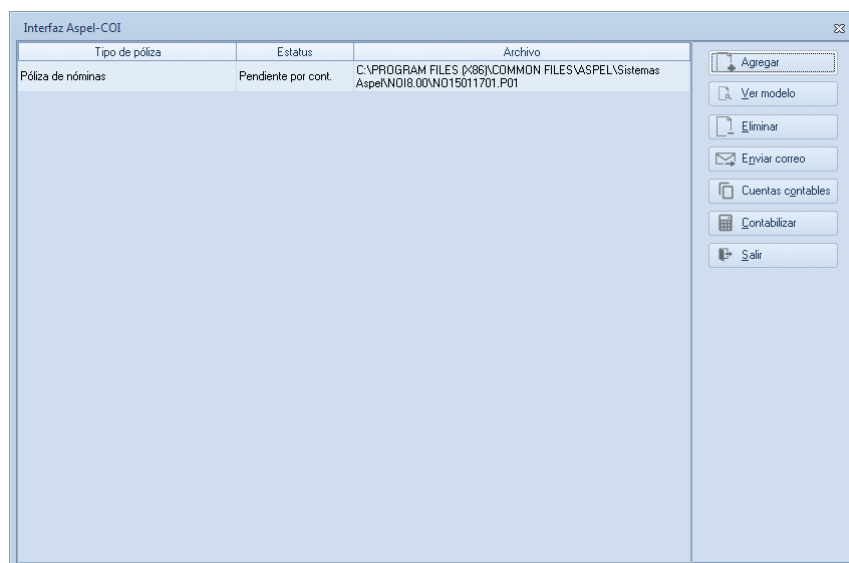 Interfaz Aspel-COI
Tipo de póliza Estatus Archivo
Póliza de nóminas Pendiente por cont. C:\PROGRAM FILES (X86)\COMMON FILES\ASPEL\Sistemas
Aspel\NOI8.00\NO15011701.P01
Agregar
Ver modelo
Eliminar
Enviar correo
Cuentas contables
Contabilizar
Salir